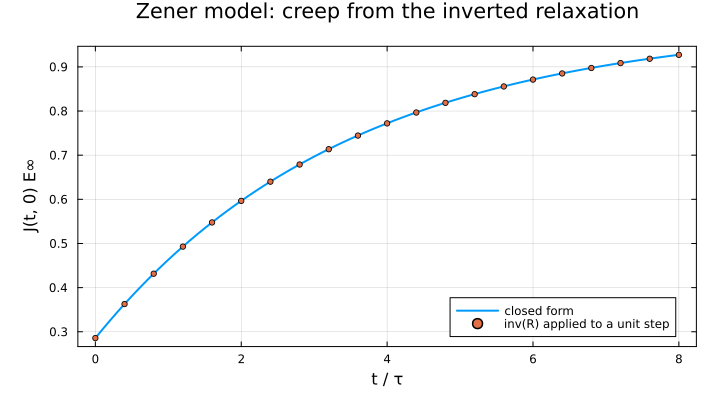 Zener model: creep from the inverted relaxation
J(t, 0) E∞
0.9
0.8
0.7
0.6
0.5
0.4
0.3
0
2
4
6
8
t / τ
closed form
inv(R) applied to a unit step